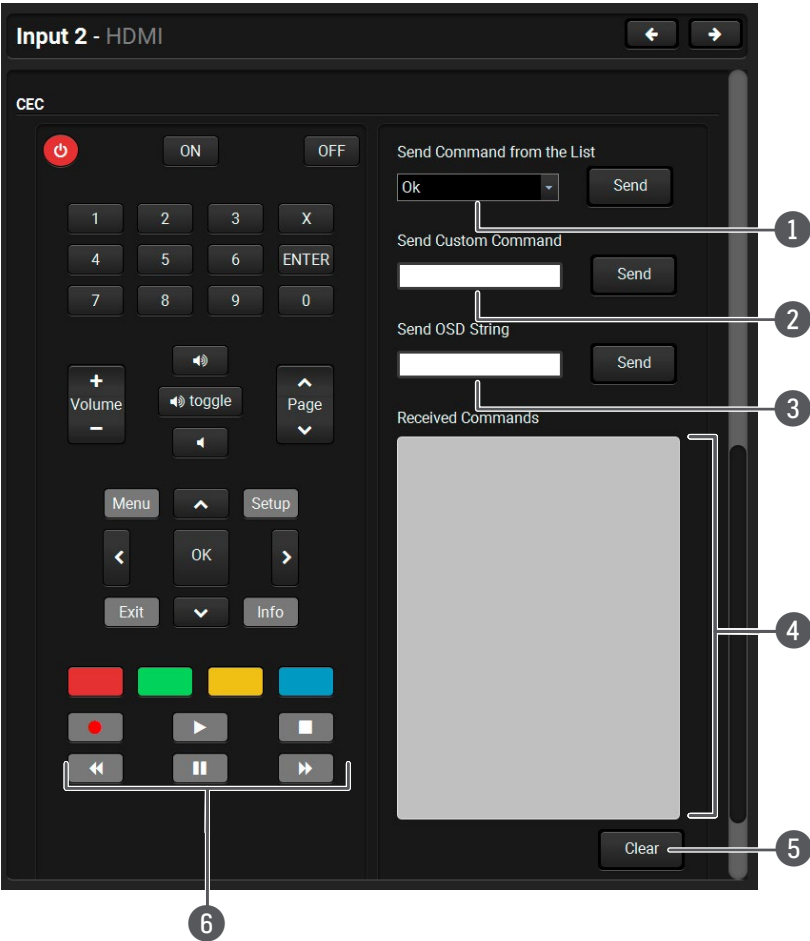 Input 2 - HDMI
CEC
ON OFF
1 2 3 X
4 5 6 ENTER
7 8 9 0
+
Volume
−
toggle
Page
Menu Setup
OK
Exit Info
Send Command from the List
Ok Send
1
Send Custom Command
Send
2
Send OSD String
Send
3
Received Commands
4
Clear
5
6